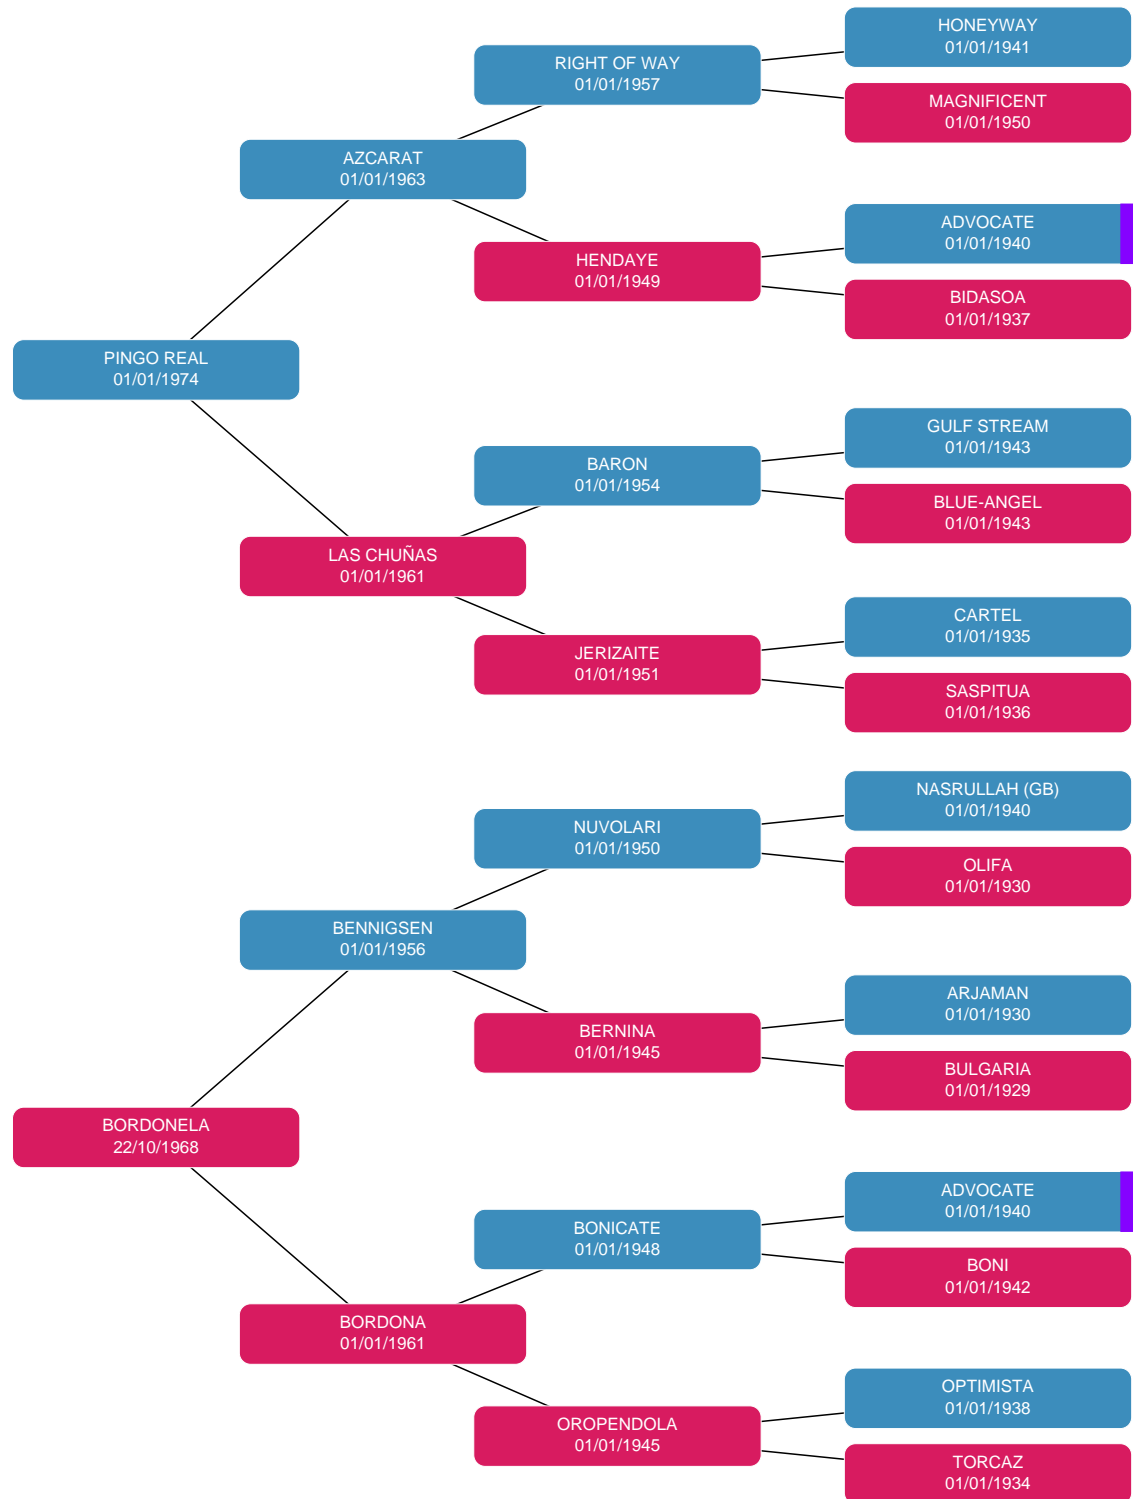 HONEYWAY
01/01/1941
RIGHT OF WAY
01/01/1957
MAGNIFICENT
01/01/1950
AZCARAT
01/01/1963
ADVOCATE
01/01/1940
HENDAYE
01/01/1949
BIDASOA
01/01/1937
PINGO REAL
01/01/1974
GULF STREAM
01/01/1943
BARON
01/01/1954
BLUE-ANGEL
01/01/1943
LAS CHUÑAS
01/01/1961
CARTEL
01/01/1935
JERIZAITE
01/01/1951
SASPITUA
01/01/1936
NASRULLAH (GB)
01/01/1940
NUVOLARI
01/01/1950
OLIFA
01/01/1930
BENNIGSEN
01/01/1956
ARJAMAN
01/01/1930
BERNINA
01/01/1945
BULGARIA
01/01/1929
BORDONELA
22/10/1968
ADVOCATE
01/01/1940
BONICATE
01/01/1948
BONI
01/01/1942
BORDONA
01/01/1961
OPTIMISTA
01/01/1938
OROPENDOLA
01/01/1945
TORCAZ
01/01/1934